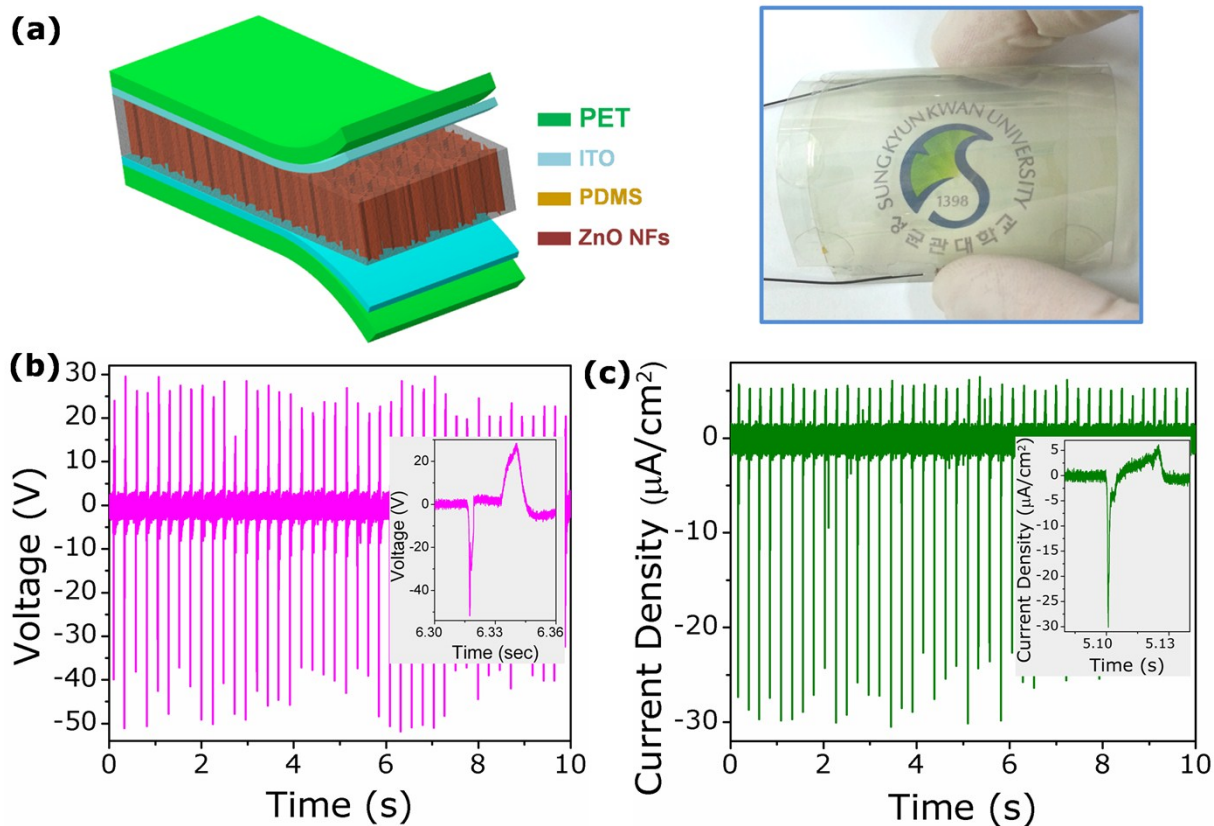 (a)
PET
ITO
PDMS
ZnO NFs
SUNGKYUNKWAN UNIVERSITY
1398
성균관대학교
(b)
Voltage (V)
30
20
10
0
-10
-20
-30
-40
-50
0 2 4 6 8 10
Time (s)
Voltage (V)
20
0
-20
-40
6.30 6.33 6.36
Time (sec)
(c)
Current Density (µA/cm²)
0
-10
-20
-30
0 2 4 6 8 10
Time (s)
Current Density (µA/cm²)
5
0
-5
-10
-15
-20
-25
-30
5.10 5.13
Time (s)